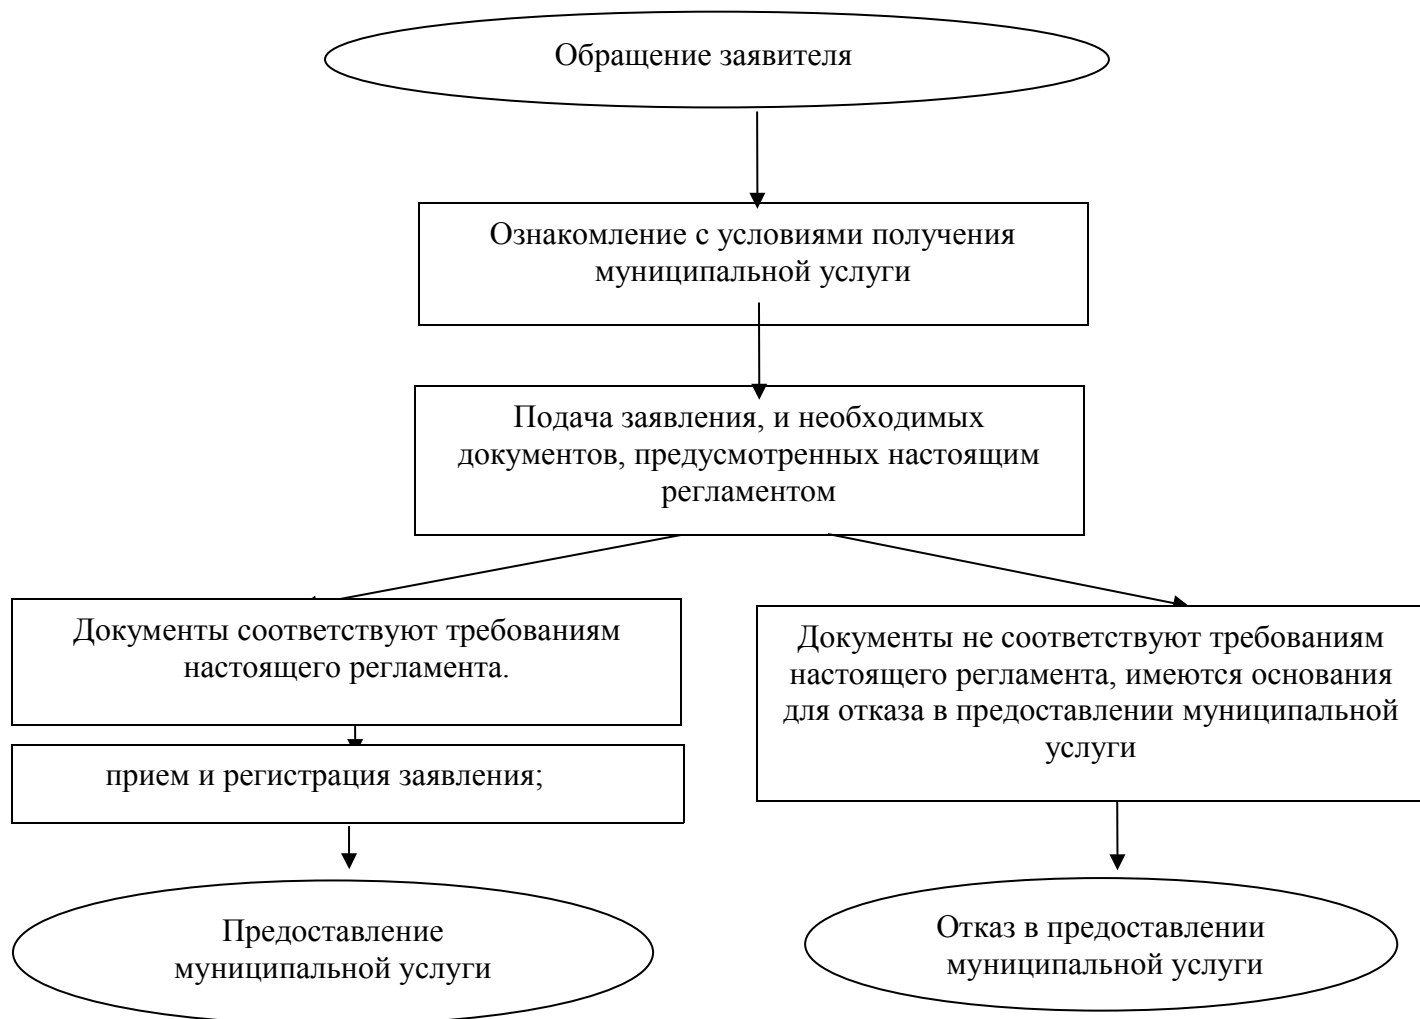 Обращение заявителя
Ознакомление с условиями получения
муниципальной услуги
Подача заявления, и необходимых
документов, предусмотренных настоящим
регламентом
Документы соответствуют требованиям
настоящего регламента.
прием и регистрация заявления;
Предоставление
муниципальной услуги
Документы не соответствуют требованиям
настоящего регламента, имеются основания
для отказа в предоставлении муниципальной
услуги
Отказ в предоставлении
муниципальной услуги